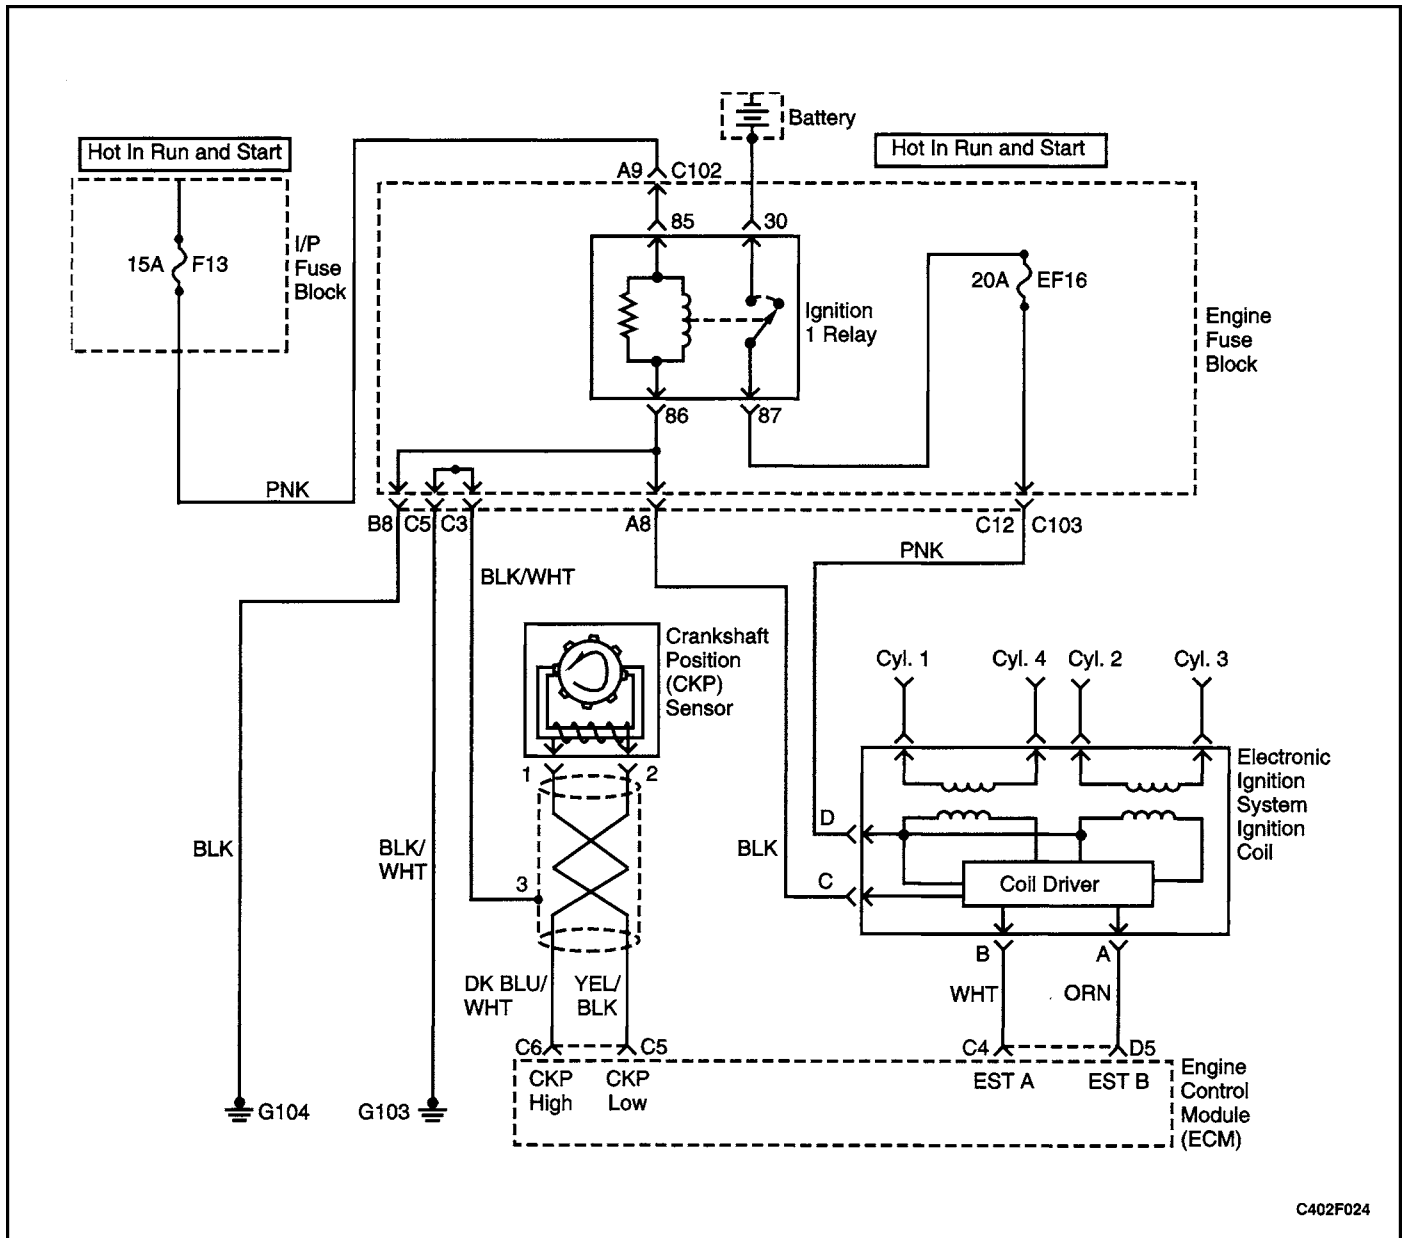 Battery
Hot In Run and Start
Hot In Run and Start
A9
C102
85
30
I/P
Fuse
Block
15A
F13
20A
EF16
Ignition
1 Relay
Engine
Fuse
Block
86
87
PNK
B8
C5
C3
A8
C12
C103
PNK
BLK/WHT
Crankshaft
Position
(CKP)
Sensor
Cyl. 1
Cyl. 4
Cyl. 2
Cyl. 3
1
2
Electronic
Ignition
System
Ignition
Coil
D
BLK
BLK/
WHT
BLK
3
C
Coil Driver
B
A
DK BLU/
WHT
YEL/
BLK
WHT
ORN
C6
C5
C4
D5
CKP
High
CKP
Low
EST A
EST B
Engine
Control
Module
(ECM)
G104
G103
C402F024